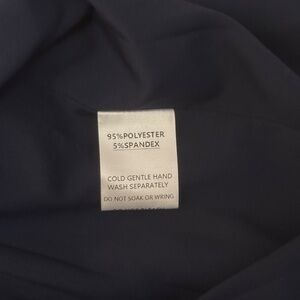 95%POLYESTER
5%SPANDEX
COLD GENTLE HAND
WASH SEPARATELY
DO NOT SOAK OR WRING